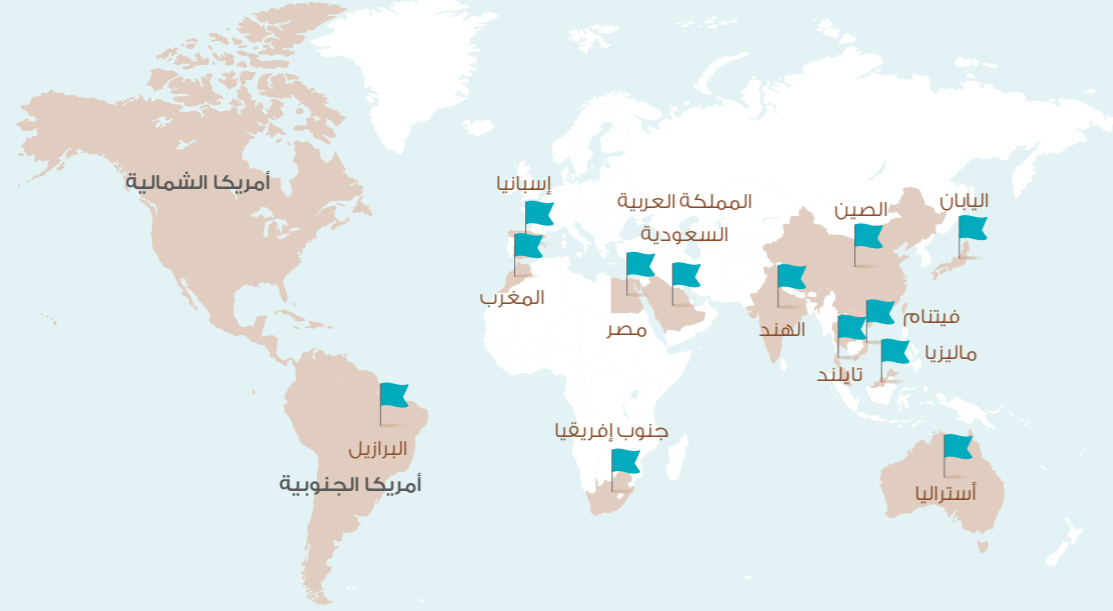 أمريكا الشمالية
إسبانيا
المملكة العربية
السعودية
الصين
اليابان
المغرب
مصر
الهند
فيتنام
ماليزيا
تايلند
البرازيل
جنوب إفريقيا
أمريكا الجنوبية
أستراليا